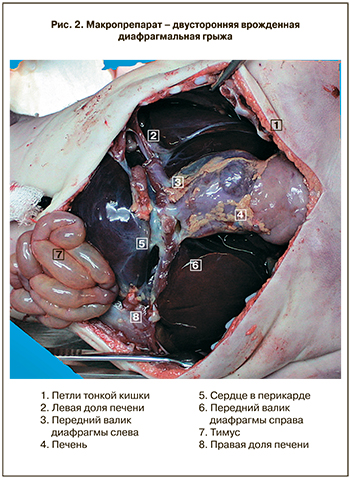 Рис. 2. Макропрепарат – двусторонняя врожденная
диафрагмальная грыжа
1
2
3
4
5
6
7
8
1. Петли тонкой кишки
2. Левая доля печени
3. Передний валик
диафрагмы слева
4. Печень
5. Сердце в перикарде
6. Передний валик
диафрагмы справа
7. Тимус
8. Правая доля печени